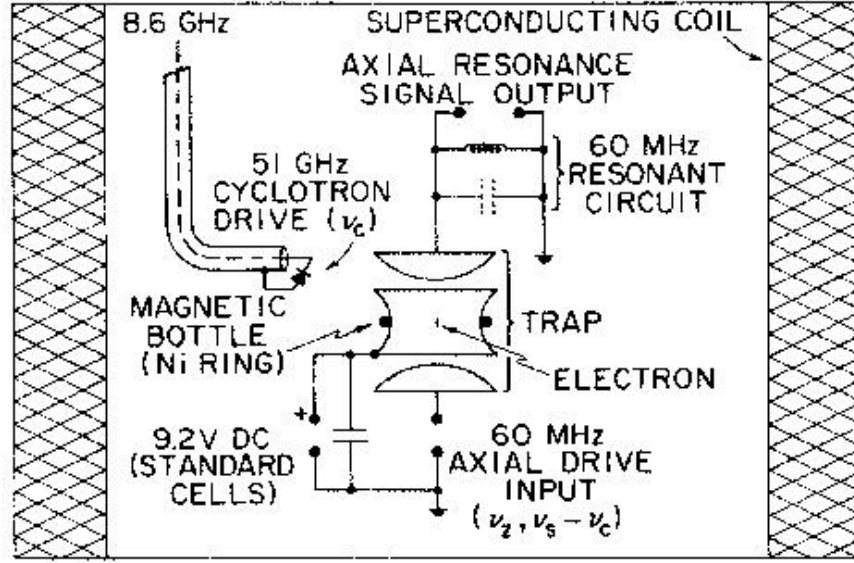 8.6 GHz
SUPERCONDUCTING COIL
AXIAL RESONANCE
SIGNAL OUTPUT
51 GHz
CYCLOTRON
DRIVE (νc)
60 MHz
RESONANT
CIRCUIT
MAGNETIC
BOTTLE
(Ni RING)
TRAP
ELECTRON
+
9.2V DC
(STANDARD
CELLS)
60 MHz
AXIAL DRIVE
INPUT
(νz, νs – νc)